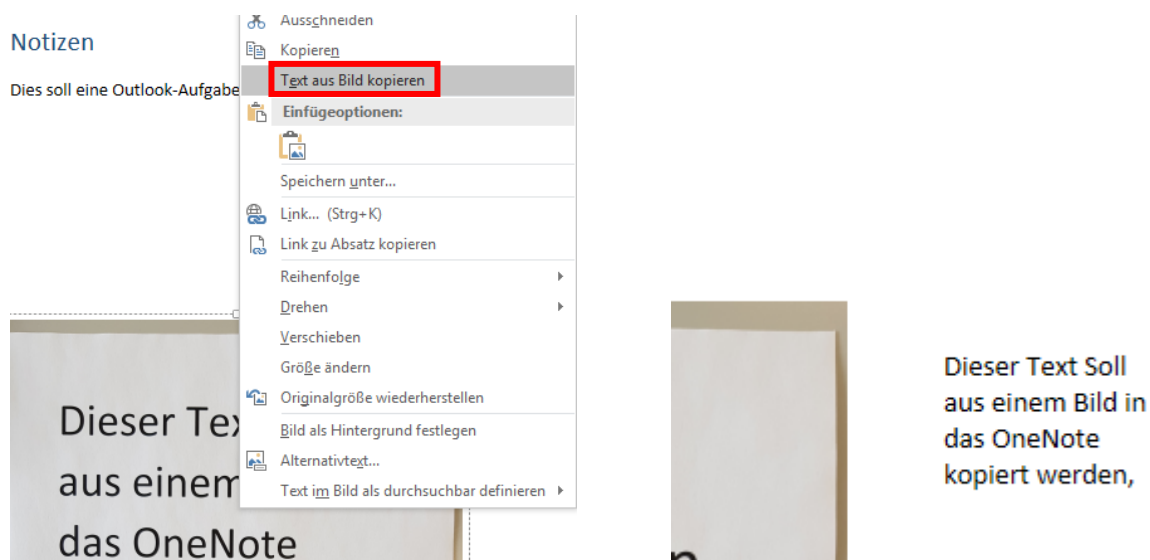 Notizen
Dies soll eine Outlook-Aufgabe
Ausschneiden
Kopieren
Text aus Bild kopieren
Einfügeoptionen:
Speichern unter...
Link... (Strg+K)
Link zu Absatz kopieren
Reihenfolge
Drehen
Verschieben
Größe ändern
Originalgröße wiederherstellen
Bild als Hintergrund festlegen
Alternativtext...
Text im Bild als durchsuchbar definieren
Dieser
aus einem
das OneNote
Dieser Text Soll
aus einem Bild in
das OneNote
kopiert werden,